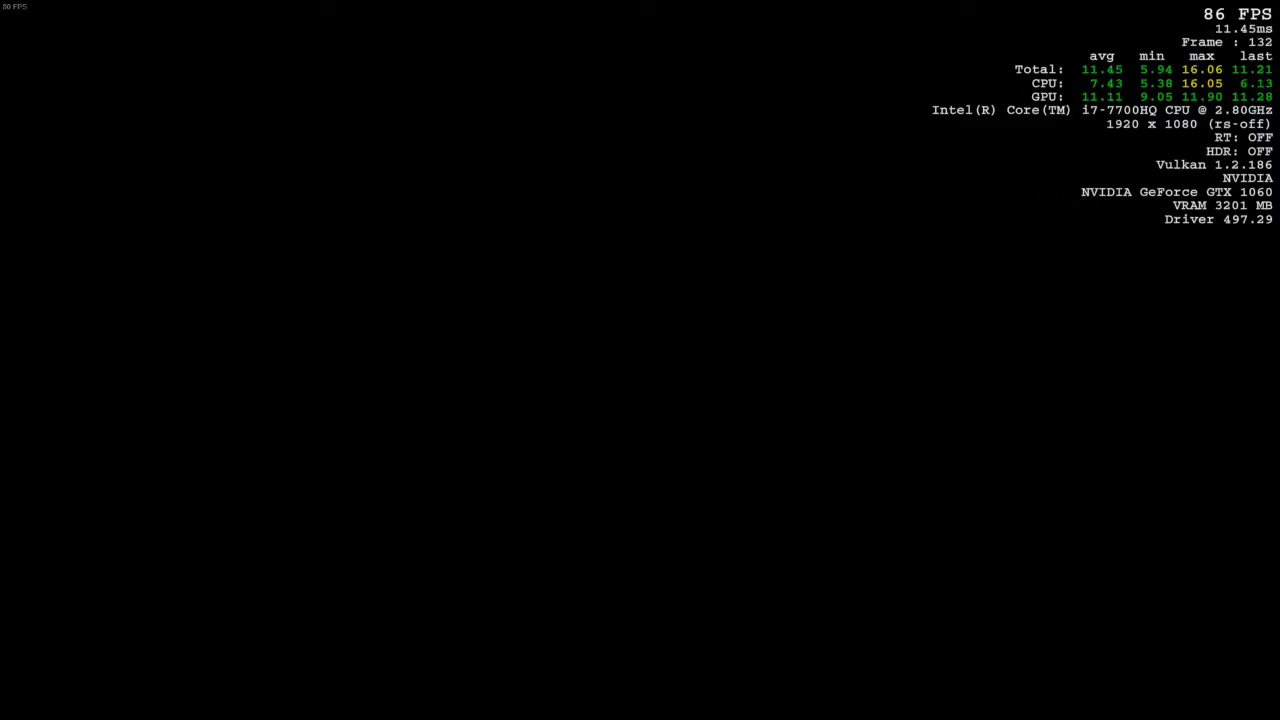 80 FPS
86 FPS
11.45ms
Frame : 132
avg min max last
Total: 11.45 5.94 16.06 11.21
CPU: 7.43 5.38 16.05 6.13
GPU: 11.11 9.05 11.90 11.28
Intel(R) Core(TM) i7-7700HQ CPU @ 2.80GHz
1920 x 1080 (rs-off)
RT: OFF
HDR: OFF
Vulkan 1.2.186
NVIDIA
NVIDIA GeForce GTX 1060
VRAM 3201 MB
Driver 497.29